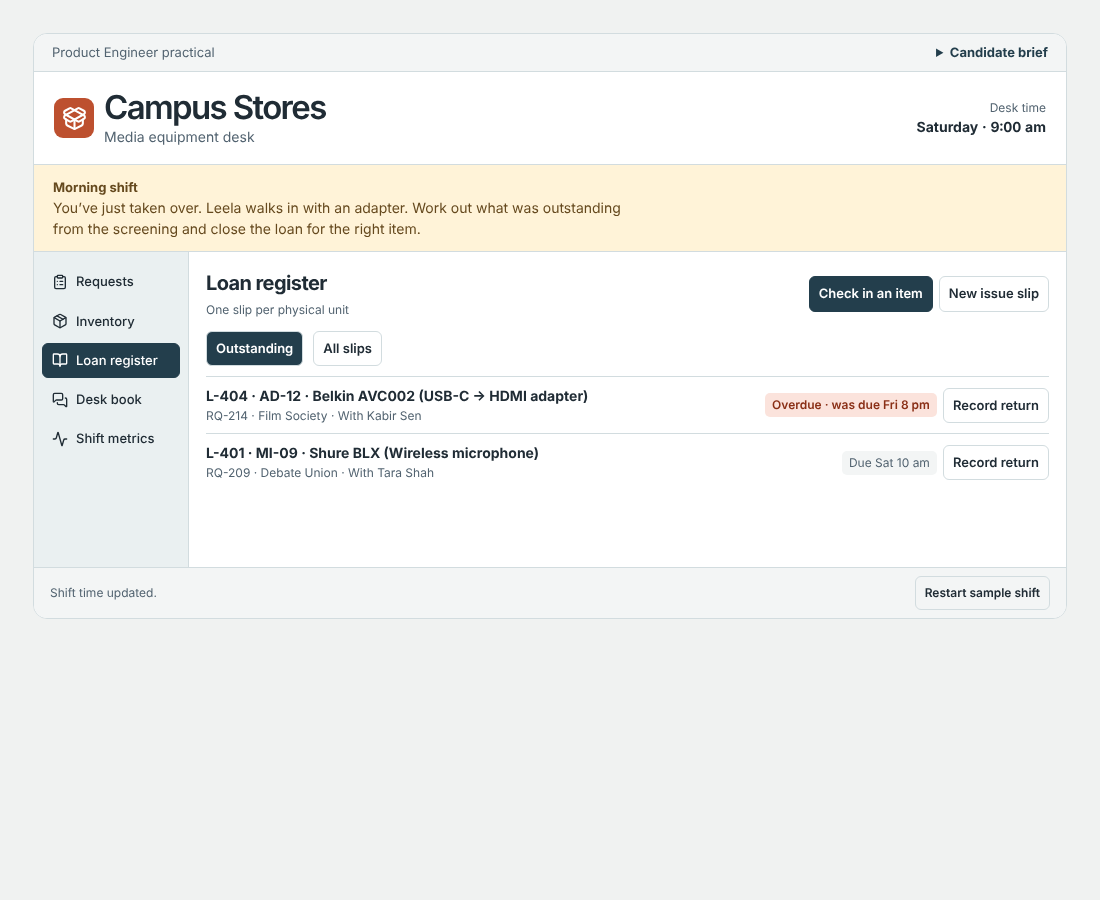 Product Engineer practical
▶ Candidate brief
Campus Stores
Media equipment desk
Desk time
Saturday · 9:00 am
Morning shift
You’ve just taken over. Leela walks in with an adapter. Work out what was outstanding
from the screening and close the loan for the right item.
Requests
Inventory
Loan register
Desk book
Shift metrics
Loan register
One slip per physical unit
Check in an item
New issue slip
Outstanding
All slips
L-404 · AD-12 · Belkin AVC002 (USB-C → HDMI adapter)
RQ-214 · Film Society · With Kabir Sen
Overdue · was due Fri 8 pm
Record return
L-401 · MI-09 · Shure BLX (Wireless microphone)
RQ-209 · Debate Union · With Tara Shah
Due Sat 10 am
Record return
Shift time updated.
Restart sample shift